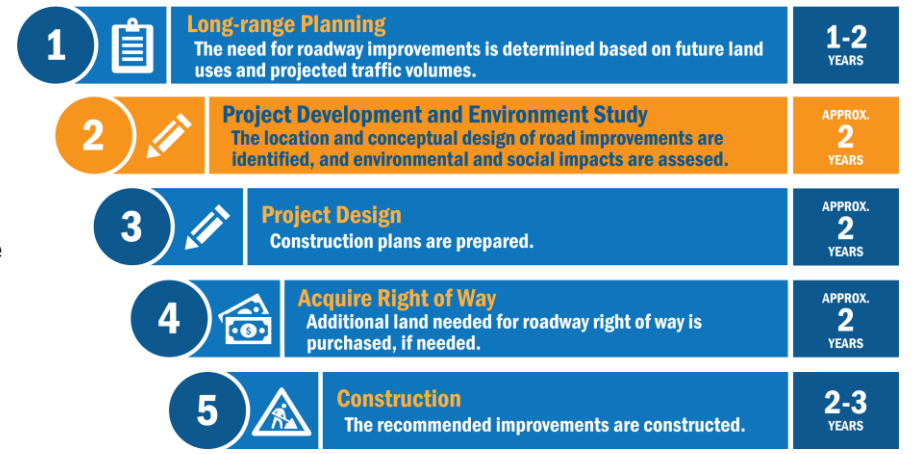 1
Long-range Planning
The need for roadway improvements is determined based on future land
uses and projected traffic volumes.
1-2
YEARS
2
Project Development and Environment Study
The location and conceptual design of road improvements are
identified, and environmental and social impacts are assesed.
APPROX.
2
YEARS
3
Project Design
Construction plans are prepared.
APPROX.
2
YEARS
4
Acquire Right of Way
Additional land needed for roadway right of way is
purchased, if needed.
APPROX.
2
YEARS
5
Construction
The recommended improvements are constructed.
2-3
YEARS